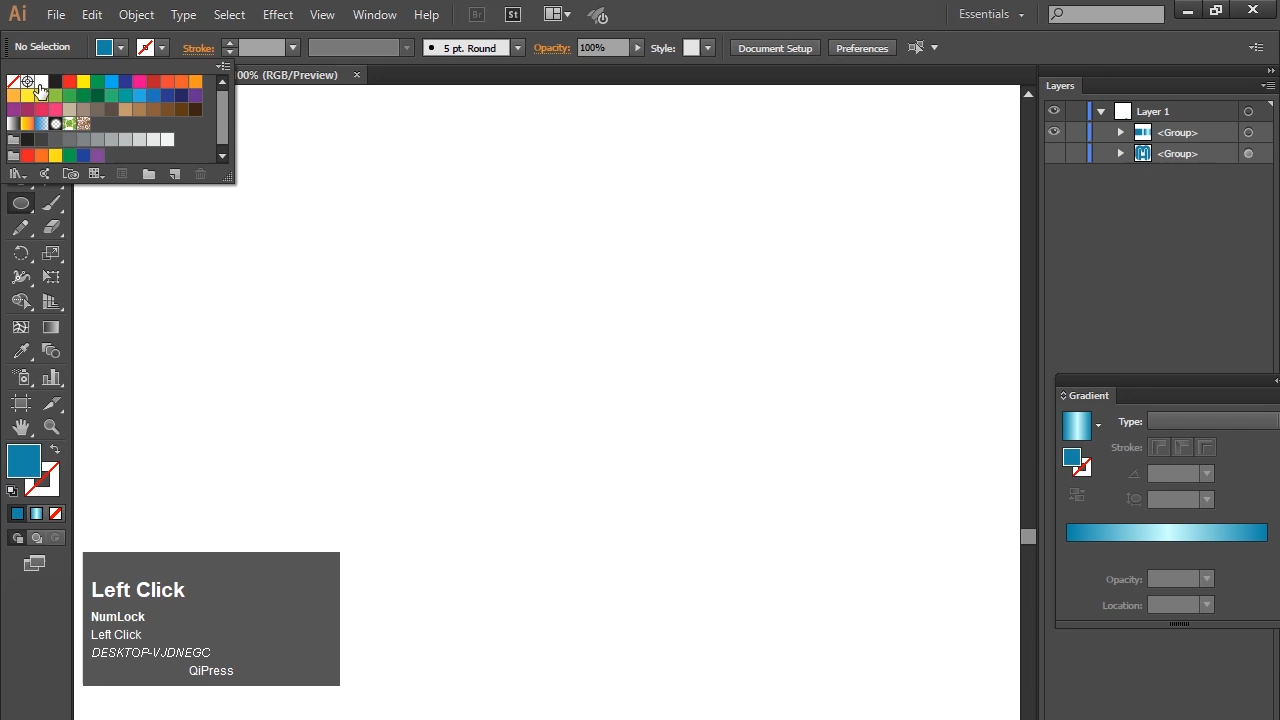 Ai File Edit Object Type Select Effect View Window Help Br St Essentials
No Selection Stroke: 5 pt. Round Opacity: 100% Style: Document Setup Preferences
00% (RGB/Preview) ×
Layers
Layer 1
<Group>
<Group>
Gradient
Type:
Stroke:
Opacity:
Location:
Left Click
NumLock
Left Click
DESKTOP-VJDNEGC
QiPress